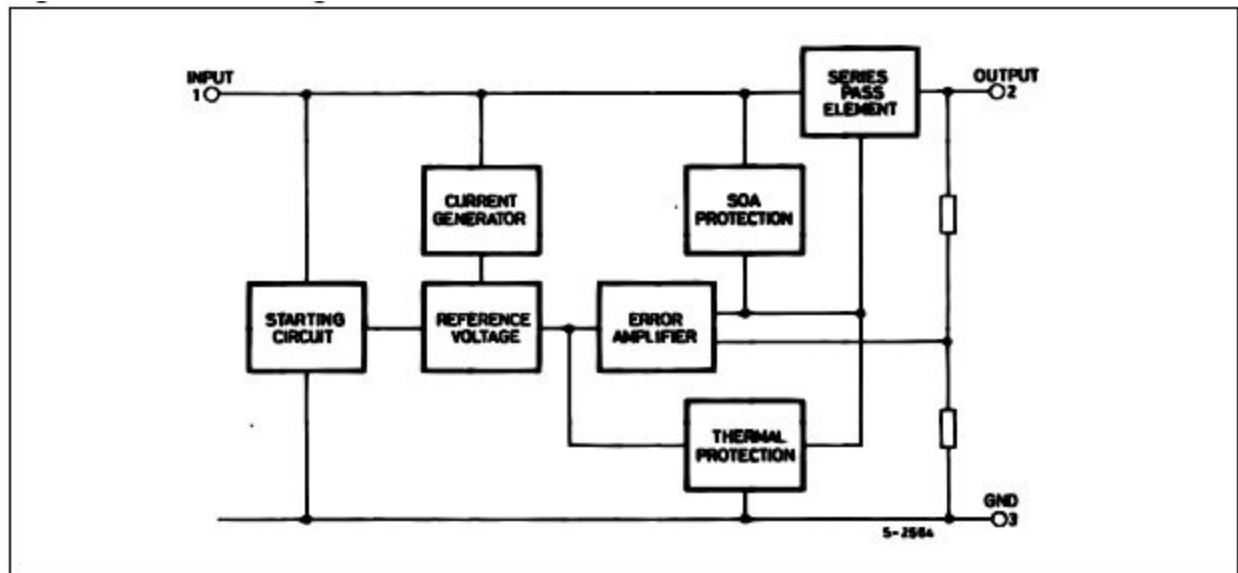 INPUT
1
SERIES
PASS
ELEMENT
OUTPUT
2
CURRENT
GENERATOR
SOA
PROTECTION
STARTING
CIRCUIT
REFERENCE
VOLTAGE
ERROR
AMPLIFIER
THERMAL
PROTECTION
GND
3
5-2564